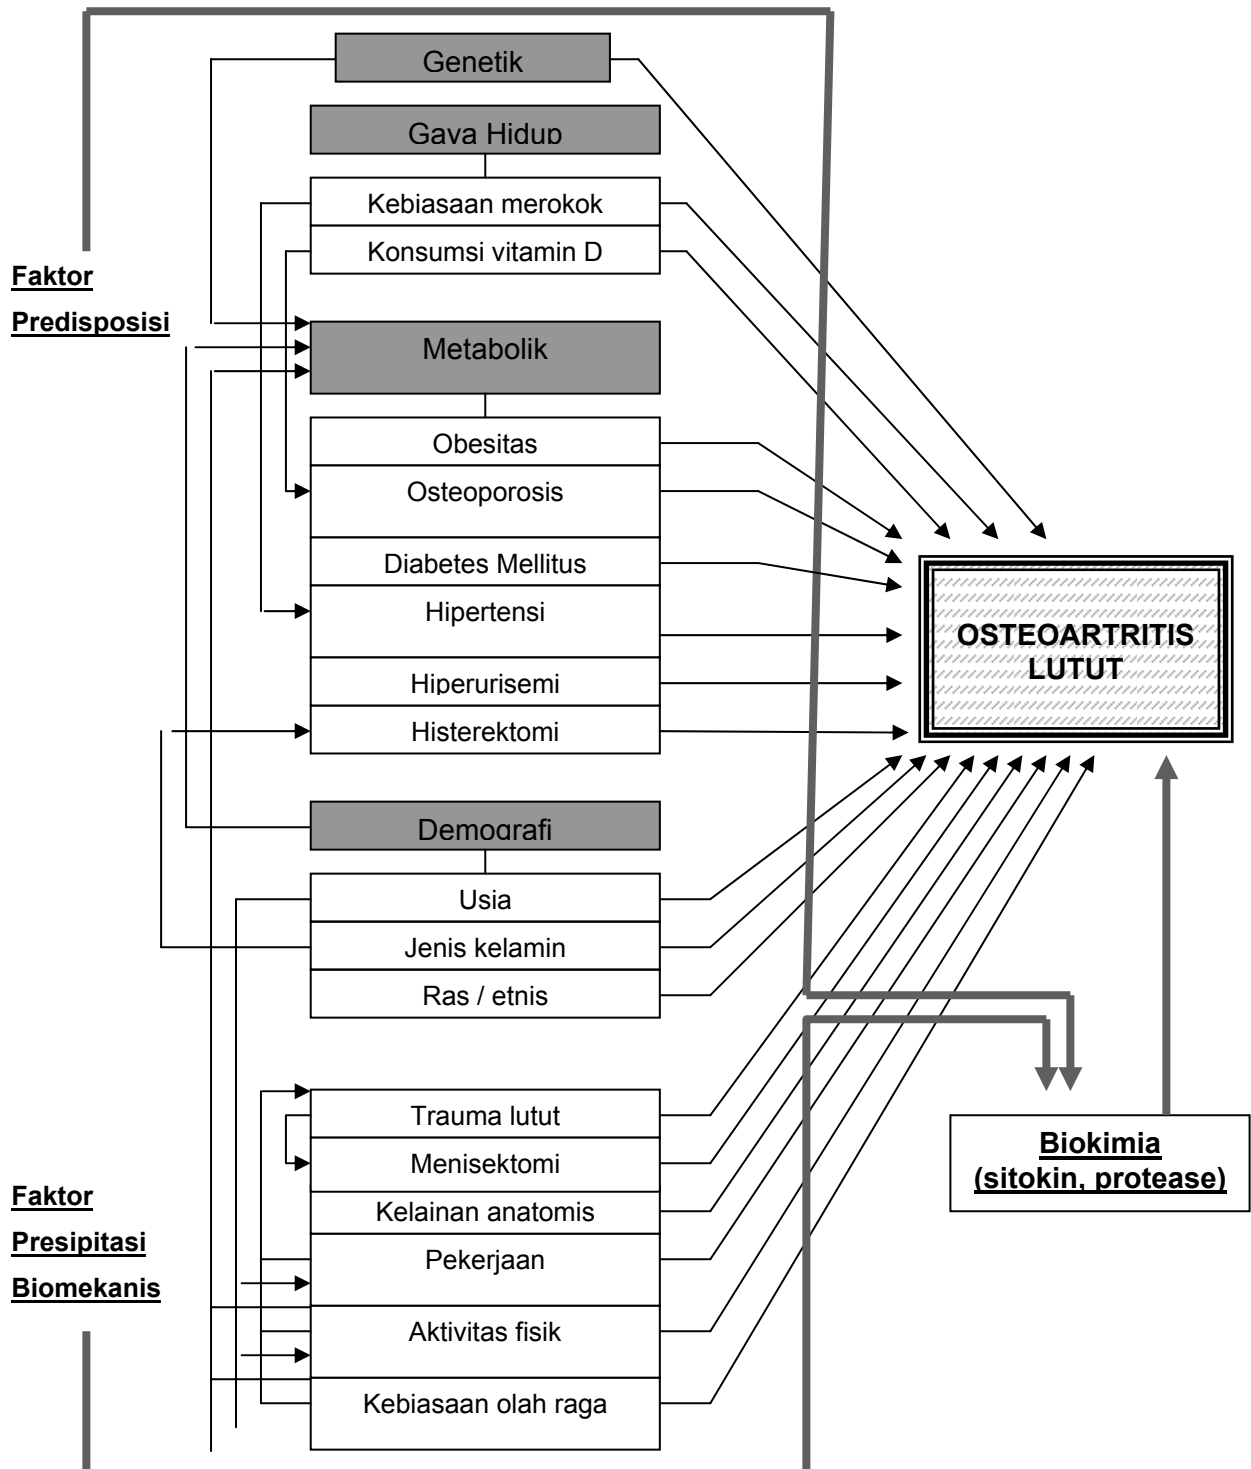 Genetik
Gaya Hidup
Kebiasaan merokok
Konsumsi vitamin D
Faktor
Predisposisi
Metabolik
Obesitas
Osteoporosis
Diabetes Mellitus
Hipertensi
Hiperurisemi
Histerektomi
OSTEOARTRITIS
LUTUT
Demografi
Usia
Jenis kelamin
Ras / etnis
Trauma lutut
Menisektomi
Kelainan anatomis
Pekerjaan
Aktivitas fisik
Kebiasaan olah raga
Faktor
Presipitasi
Biomekanis
Biokimia
(sitokin, protease)